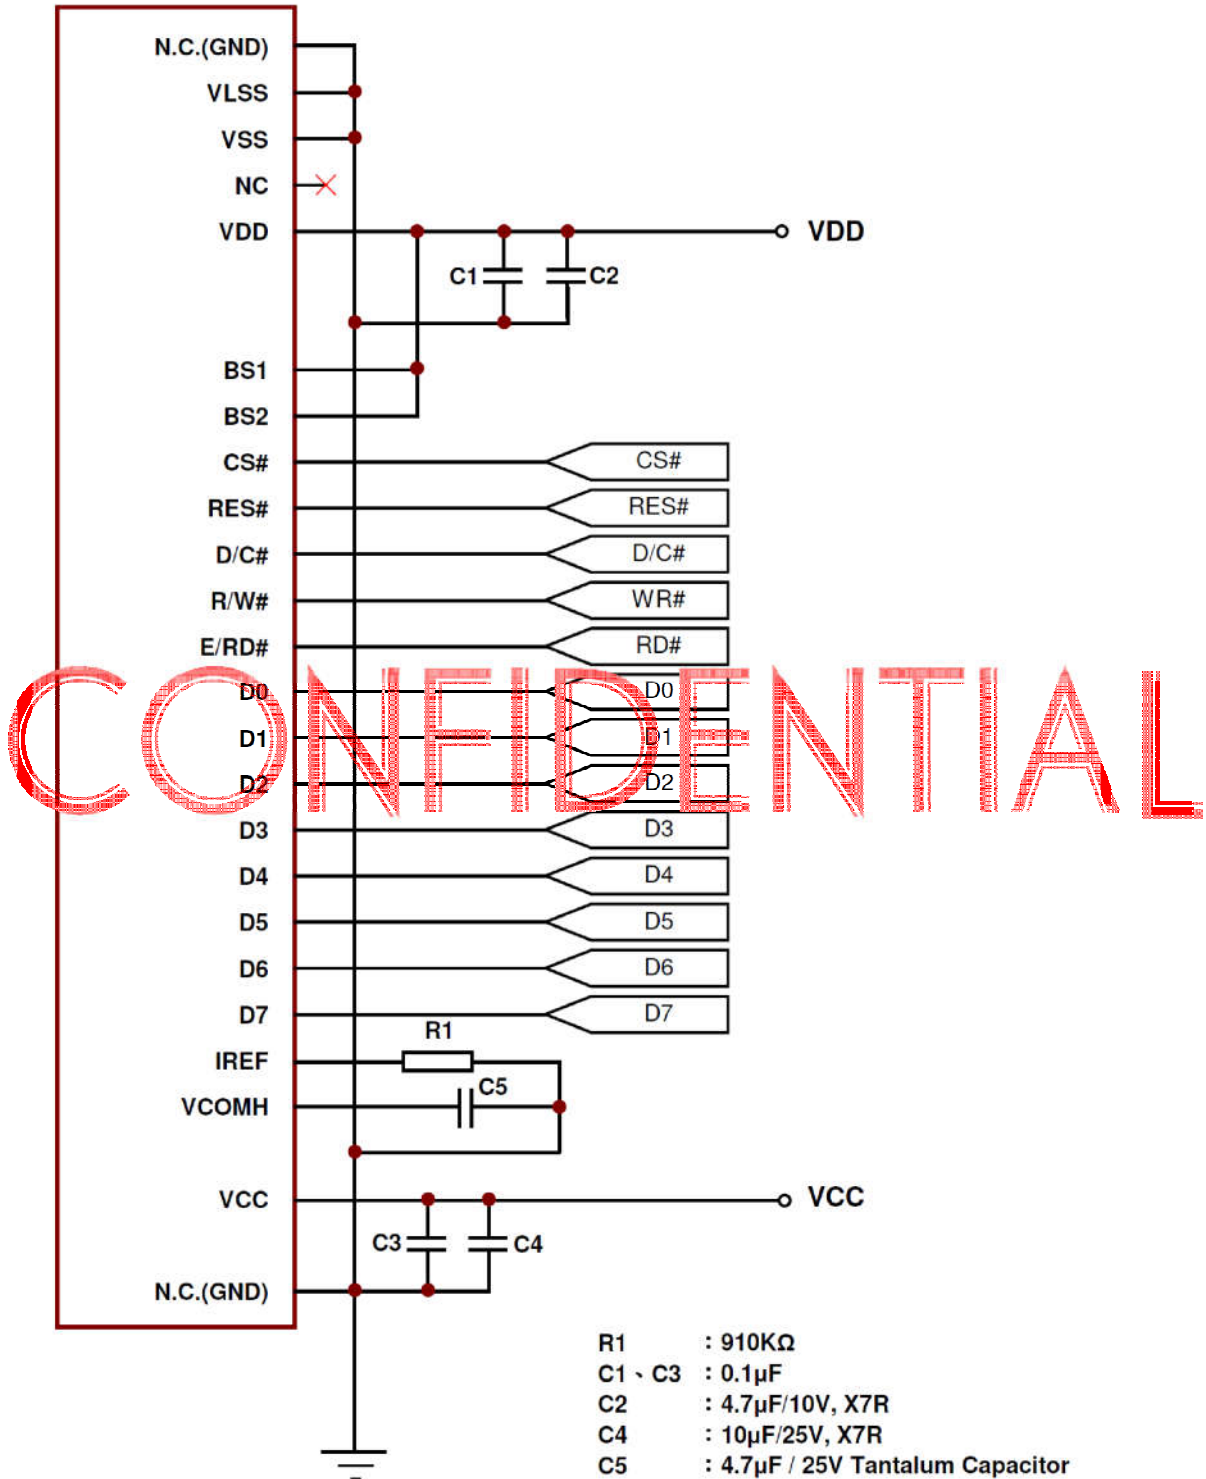 N.C.(GND)
VLSS
VSS
NC
VDD
VDD
C1
C2
BS1
BS2
CS#
CS#
RES#
RES#
D/C#
D/C#
R/W#
WR#
E/RD#
RD#
D0
D0
CONFIDENTIAL
D1
D1
D2
D2
D3
D3
D4
D4
D5
D5
D6
D6
D7
D7
R1
IREF
C5
VCOMH
VCC
VCC
C3
C4
N.C.(GND)
R1 : 910KΩ
C1、C3 : 0.1μF
C2 : 4.7μF/10V, X7R
C4 : 10μF/25V, X7R
C5 : 4.7μF / 25V Tantalum Capacitor